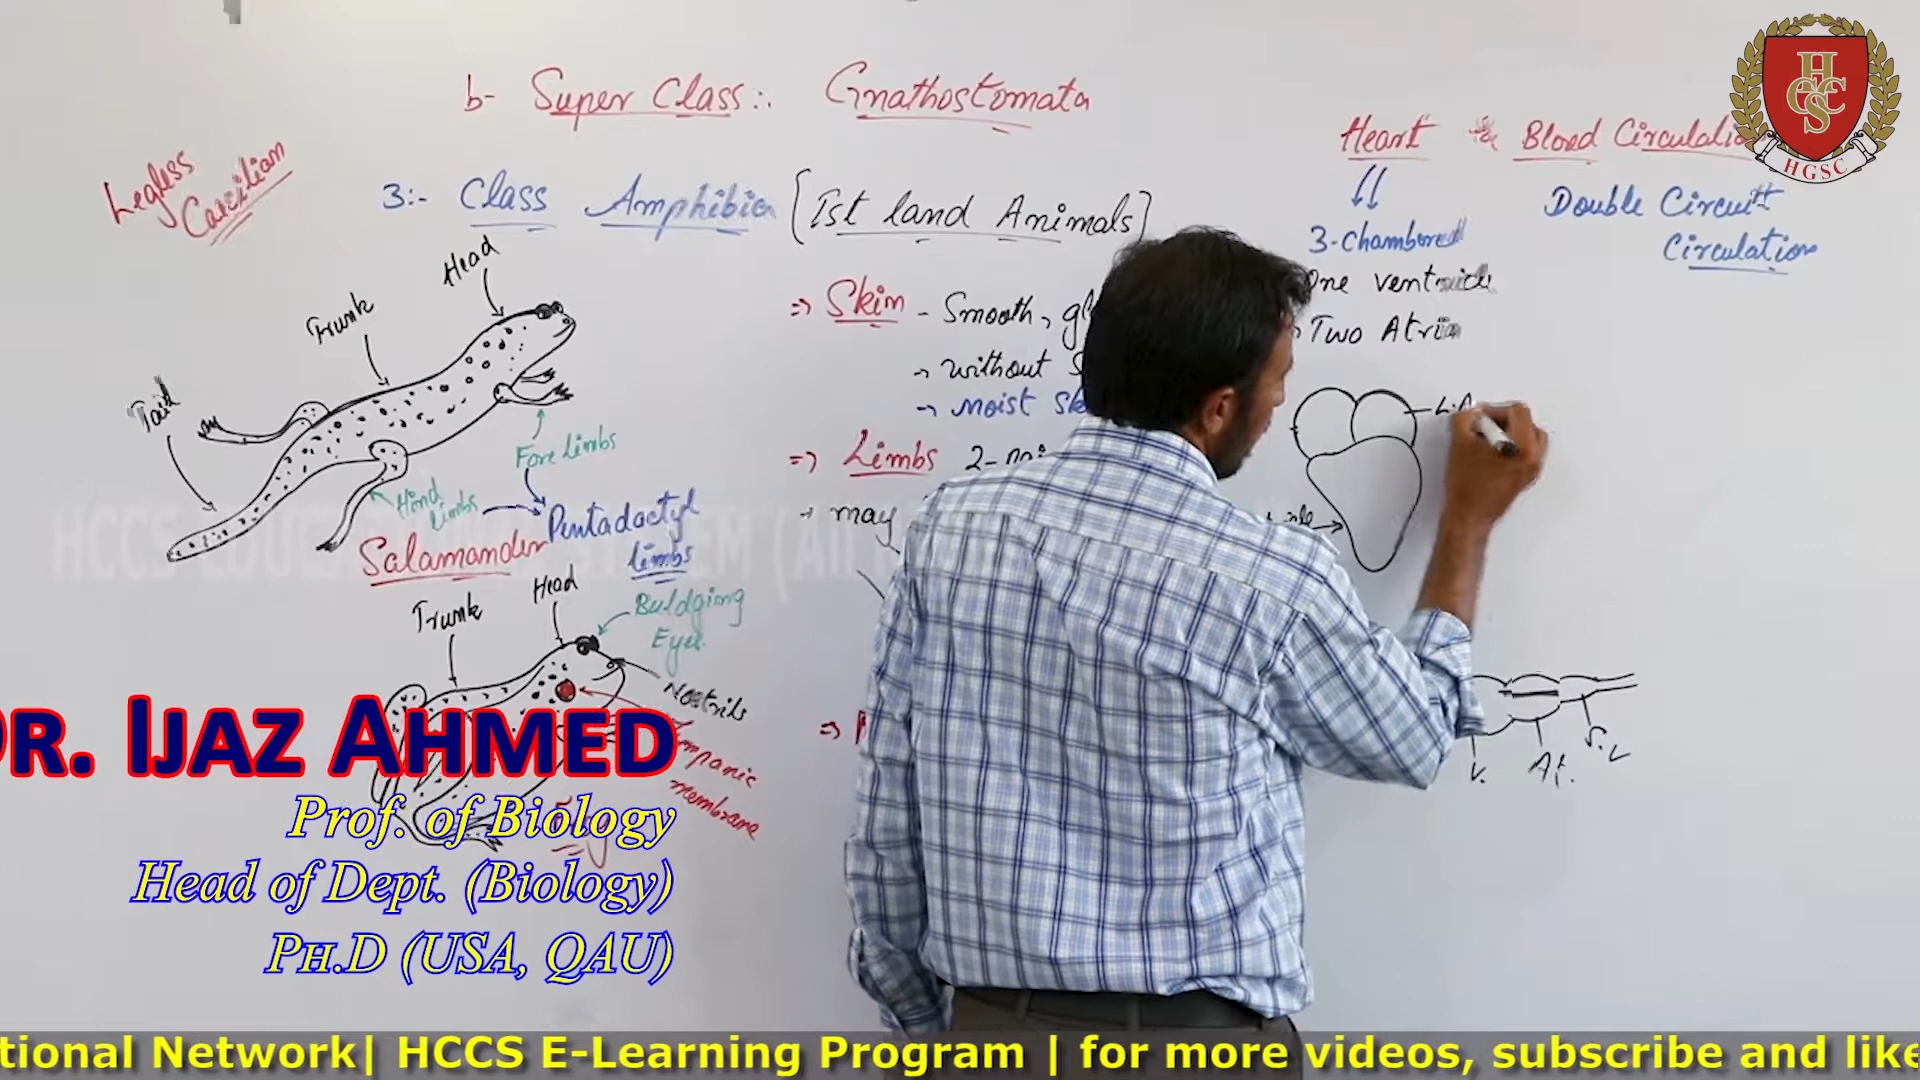 b- Super Class:. Gnathostomata
3:- Class Amphibia [Ist land Animals]
Legless
Caecilian
Head
Trunk
Tail
Fore limbs
Hind
limbs
Pentadactyl
limbs
Salamander
Head
Trunk
Buldging
Eyes
Nostrils
membrane
=> Skin - Smooth,
→ without
→ Moist
=> Limbs 2-
→ may
Heart & Blood Circulation
3-Chambered
One ventricle
Two Atria
Double Circuit
Circulation
L.A
V.
At.
S.V
HGSC
HCCS
DR. IJAZ AHMED
Prof. of Biology
Head of Dept. (Biology)
PH.D (USA, QAU)
tional Network| HCCS E-Learning Program | for more videos, subscribe and like